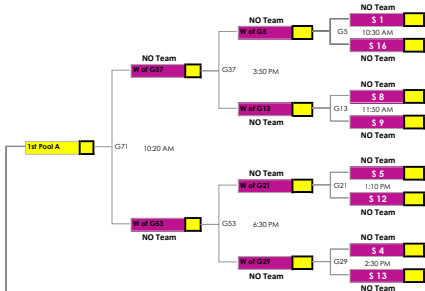 NO Team
S 1
NO Team
W of G5
G5
10:30 AM
S 16
NO Team
NO Team
W of G37
G37
3:50 PM
NO Team
S 8
W of G13
NO Team
G13
11:50 AM
S 9
NO Team
1st Pool A
G71
10:20 AM
NO Team
S 5
NO Team
W of G21
G21
1:10 PM
S 12
NO Team
W of G53
NO Team
G53
6:30 PM
NO Team
S 4
W of G29
NO Team
G29
2:30 PM
S 13
NO Team